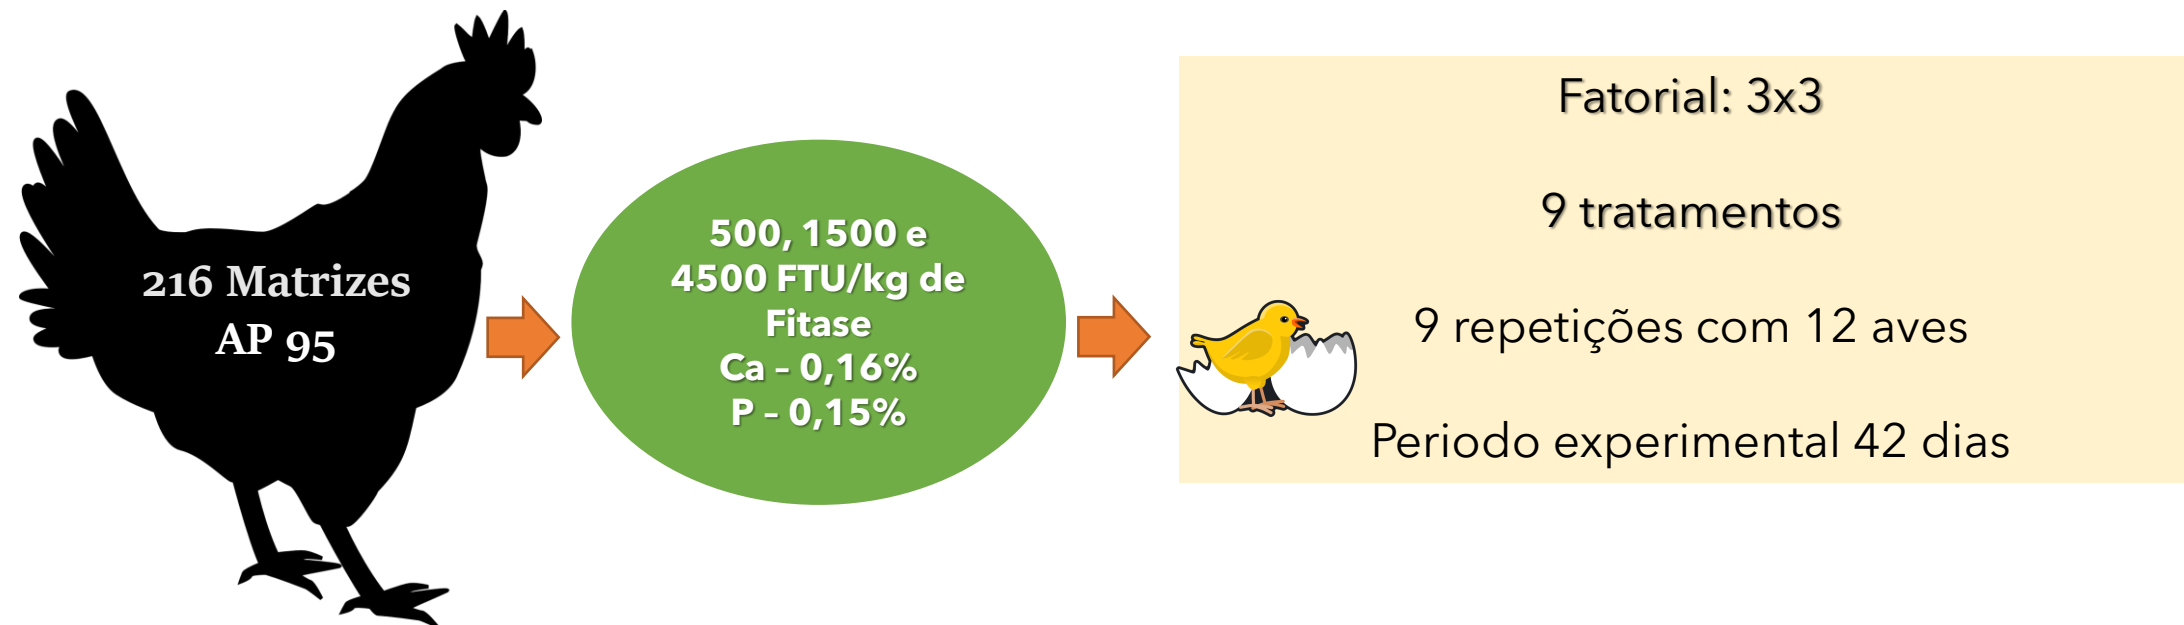 216 Matrizes
AP 95
500, 1500 e
4500 FTU/kg de
Fitase
Ca – 0,16%
P – 0,15%
Fatorial: 3x3
9 tratamentos
9 repetições com 12 aves
Periodo experimental 42 dias